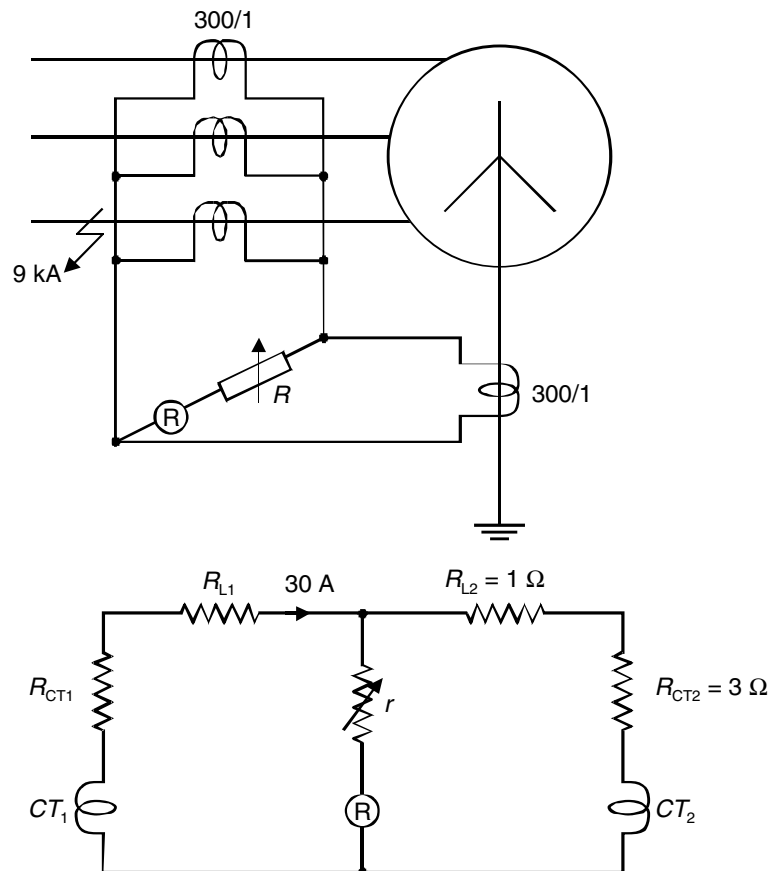 300/1
9 kA
R
R
300/1
R_L1
30 A
R_L2 = 1 Ω
R_CT1
r
R_CT2 = 3 Ω
CT_1
R
CT_2